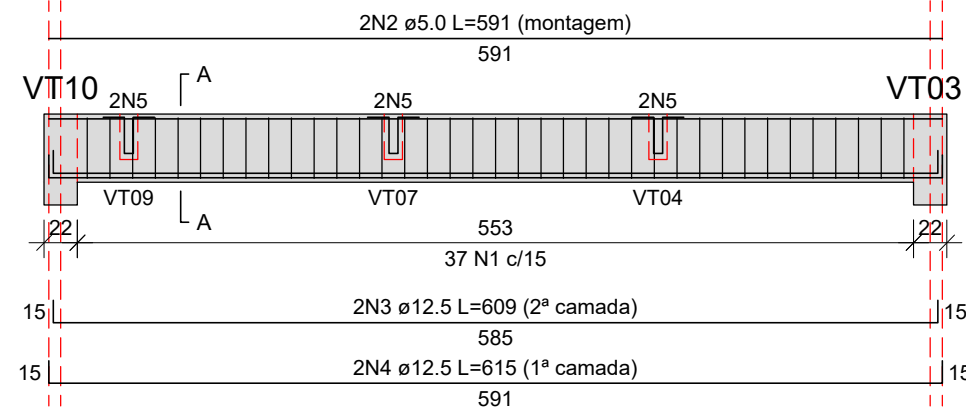 2N2 ø5.0 L=591 (montagem)
591
A
VT10
VT03
2N5
2N5
2N5
VT09
VT07
VT04
A
22
553
22
37 N1 c/15
15
2N3 ø12.5 L=609 (2ª camada)
15
585
15
2N4 ø12.5 L=615 (1ª camada)
15
591